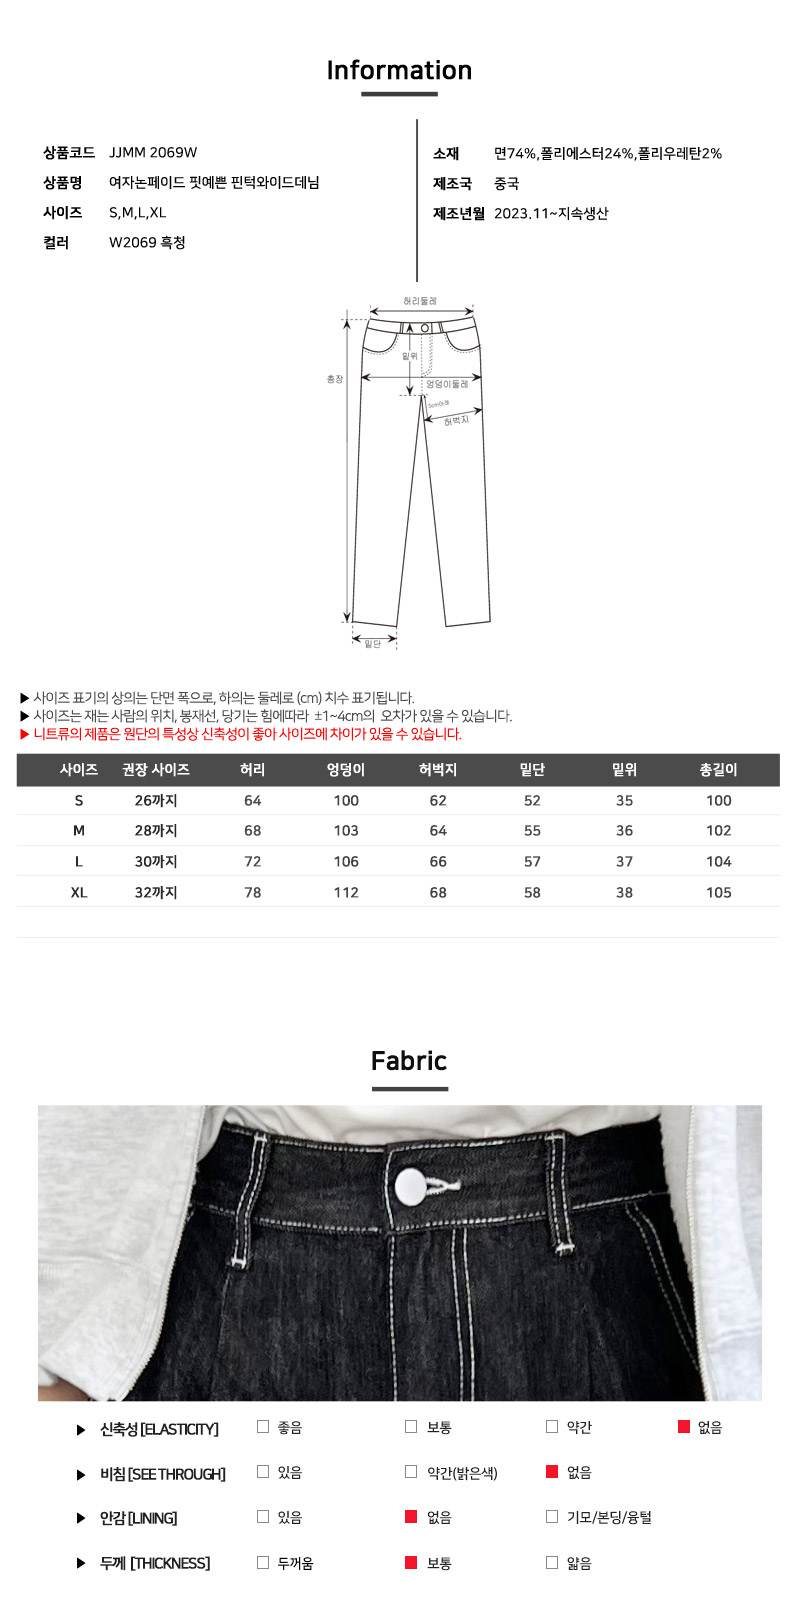 Information
상품코드 JJMM 2069W
상품명 여자논페이드 핏예쁜 핀턱와이드데님
사이즈 S,M,L,XL
컬러 W2069 흑청
소재 면74%,폴리에스터24%,폴리우레탄2%
제조국 중국
제조년월 2023.11~지속생산
허리둘레
밑위
총장
엉덩이둘레
허벅지
밑단
▶ 사이즈 표기의 상의는 단면 폭으로, 하의는 둘레로 (cm) 치수 표기됩니다.
▶ 사이즈는 재는 사람의 위치, 봉재선, 당기는 힘에따라 ±1~4cm의 오차가 있을 수 있습니다.
▶ 니트류의 제품은 원단의 특성상 신축성이 좋아 사이즈에 차이가 있을 수 있습니다.
사이즈 권장 사이즈 허리 엉덩이 허벅지 밑단 밑위 총길이
S 26까지 64 100 62 52 35 100
M 28까지 68 103 64 55 36 102
L 30까지 72 106 66 57 37 104
XL 32까지 78 112 68 58 38 105
Fabric
▶ 신축성 [ELASTICITY] 좋음 보통 약간 없음
▶ 비침 [SEE THROUGH] 있음 약간(밝은색) 없음
▶ 안감 [LINING] 있음 없음 기모/본딩/융털
▶ 두께 [THICKNESS] 두꺼움 보통 얇음